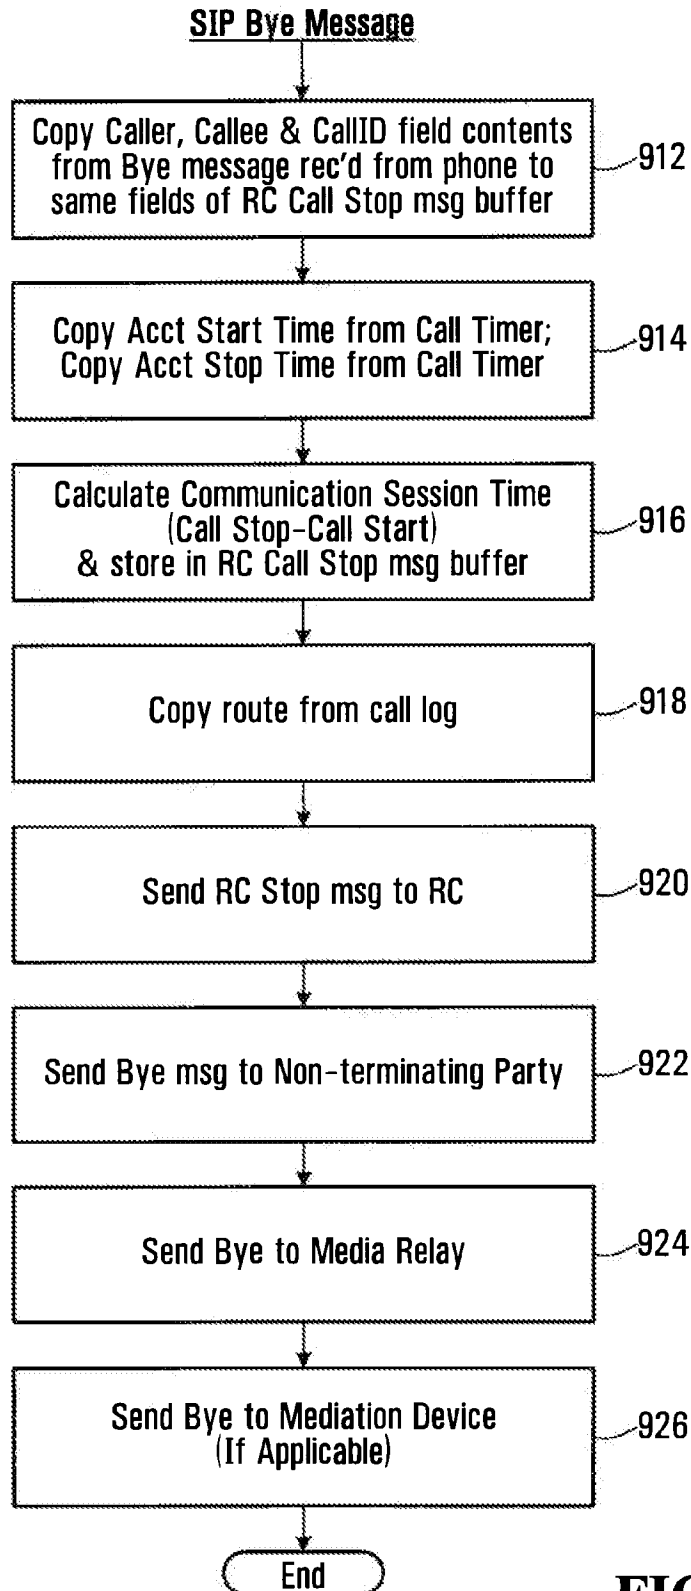 SIP Bye Message
Copy Caller, Callee & CallID field contents
from Bye message rec'd from phone to
same fields of RC Call Stop msg buffer
912
Copy Acct Start Time from Call Timer;
Copy Acct Stop Time from Call Timer
914
Calculate Communication Session Time
(Call Stop-Call Start)
& store in RC Call Stop msg buffer
916
Copy route from call log
918
Send RC Stop msg to RC
920
Send Bye msg to Non-terminating Party
922
Send Bye to Media Relay
924
Send Bye to Mediation Device
(If Applicable)
926
End